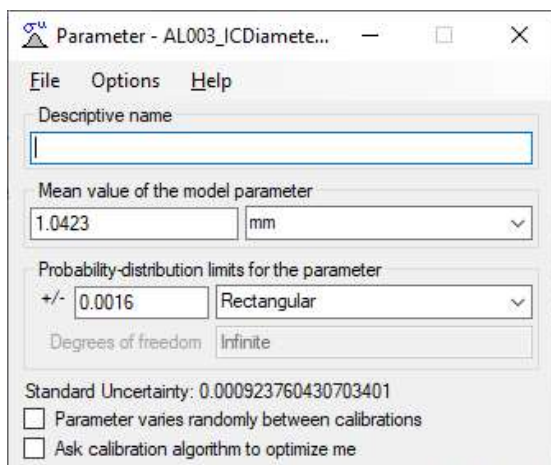 Parameter - AL003_ICDiamete...
File Options Help
Descriptive name
Mean value of the model parameter
1.0423 mm
Probability-distribution limits for the parameter
+/- 0.0016 Rectangular
Degrees of freedom Infinite
Standard Uncertainty: 0.000923760430703401
Parameter varies randomly between calibrations
Ask calibration algorithm to optimize me